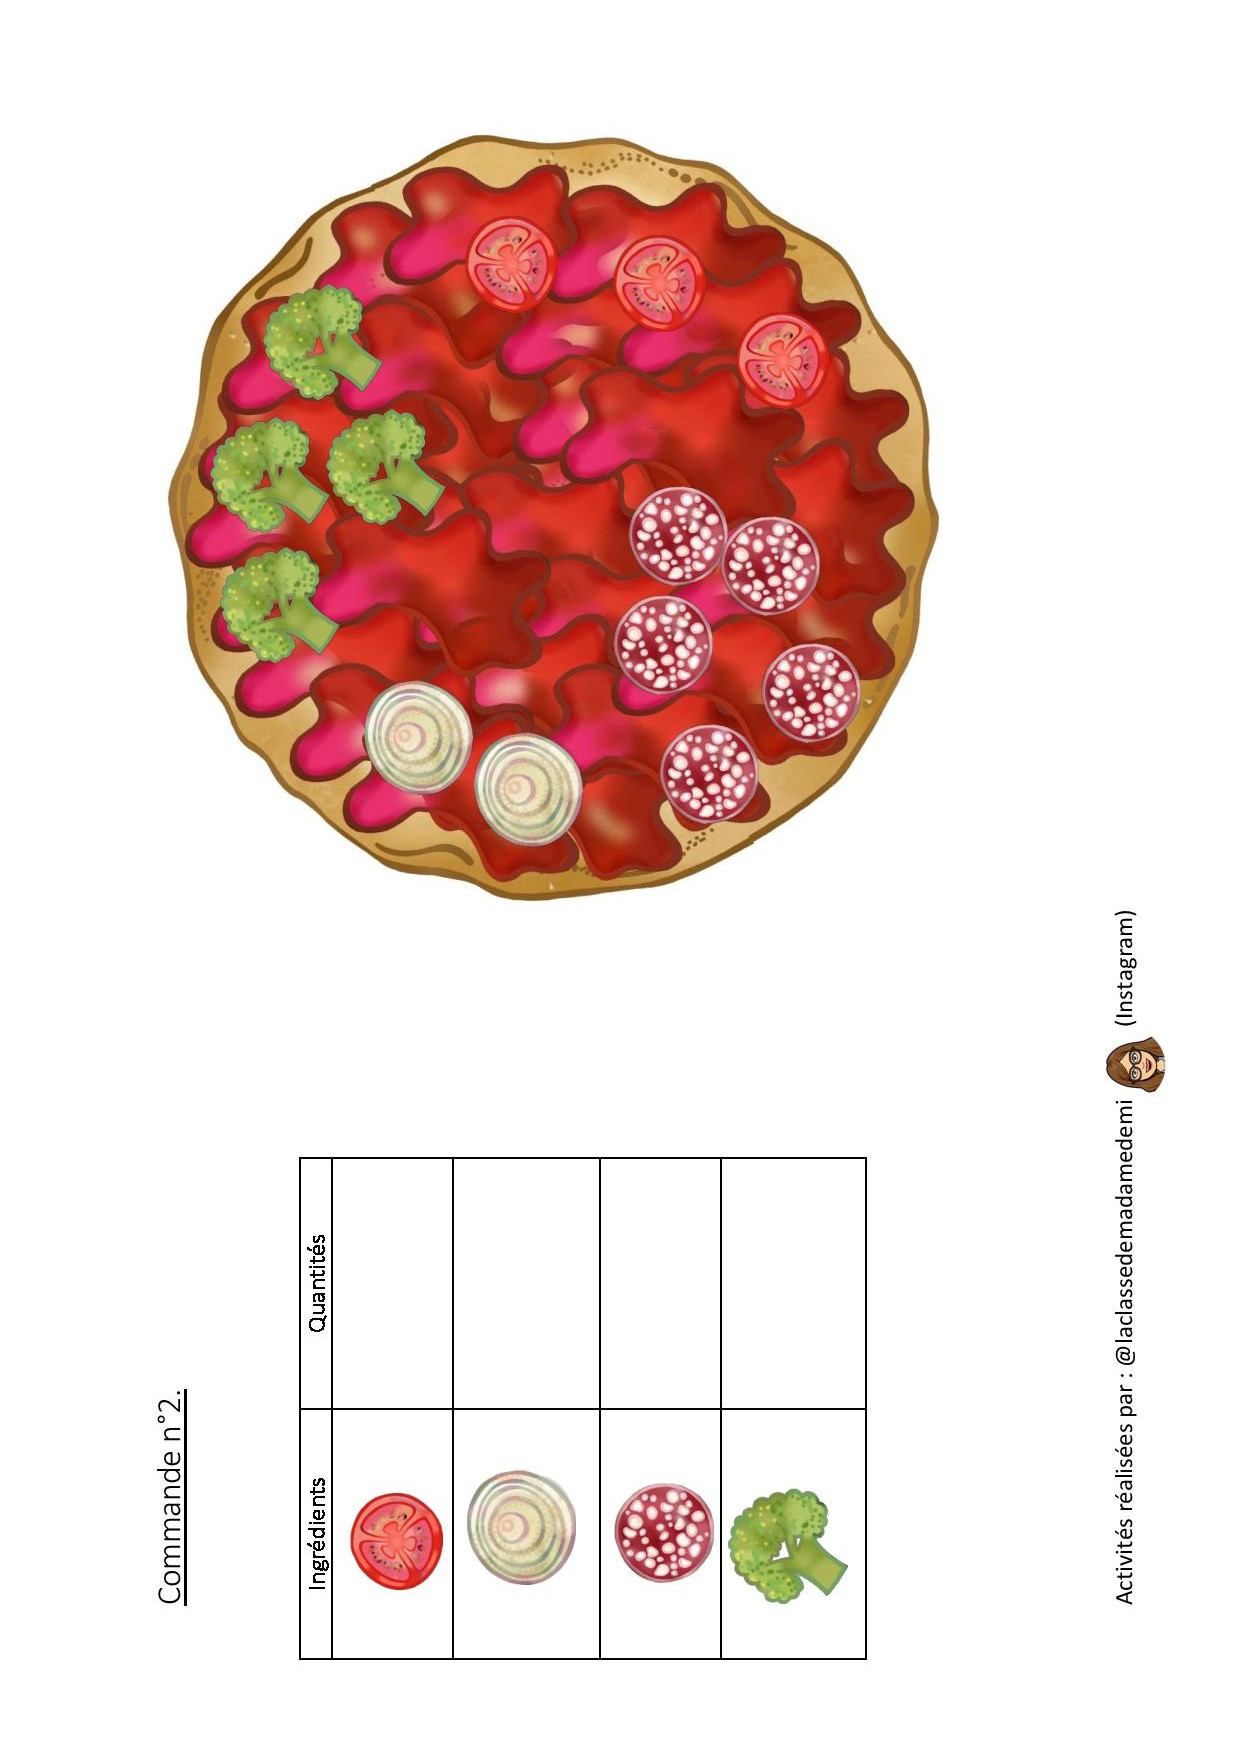 Commande n°2.
Ingrédients Quantités
Activités réalisées par : @laclassedemadamedemi (Instagram)